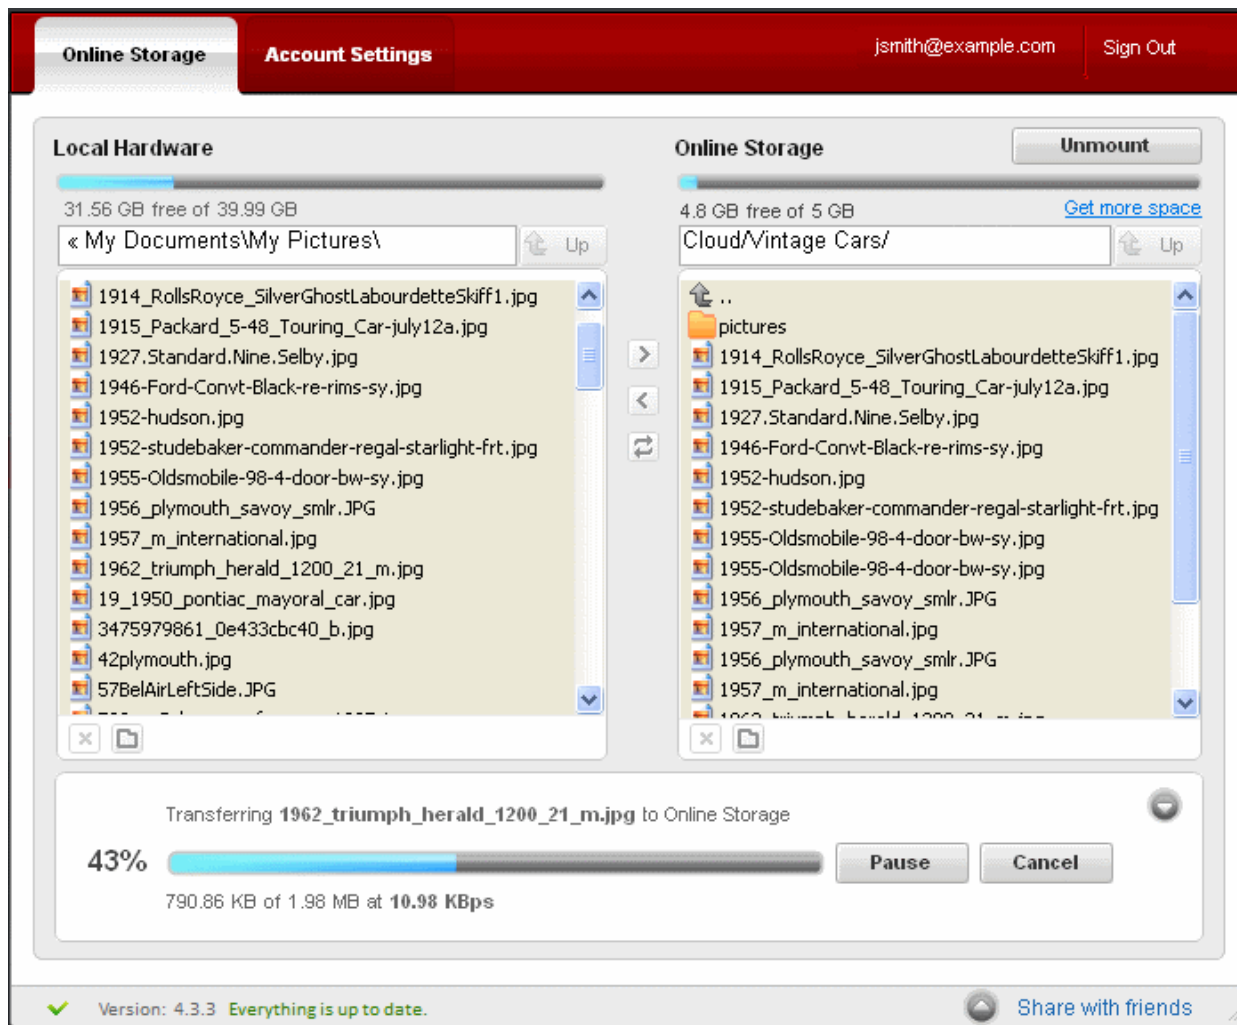 Online Storage
Account Settings
jsmith@example.com
Sign Out
Local Hardware
31.56 GB free of 39.99 GB
« My Documents\My Pictures\
Up
1914_RollsRoyce_SilverGhostLabourdetteSkiff1.jpg
1915_Packard_5-48_Touring_Car-july12a.jpg
1927.Standard.Nine.Selby.jpg
1946-Ford-Convt-Black-re-rims-sy.jpg
1952-hudson.jpg
1952-studebaker-commander-regal-starlight-frt.jpg
1955-Oldsmobile-98-4-door-bw-sy.jpg
1956_plymouth_savoy_smlr.JPG
1957_m_international.jpg
1962_triumph_herald_1200_21_m.jpg
19_1950_pontiac_mayoral_car.jpg
3475979861_0e433cbc40_b.jpg
42plymouth.jpg
57BelAirLeftSide.JPG
Online Storage
Unmount
4.8 GB free of 5 GB
Get more space
Cloud/Vintage Cars/
Up
..
pictures
1914_RollsRoyce_SilverGhostLabourdetteSkiff1.jpg
1915_Packard_5-48_Touring_Car-july12a.jpg
1927.Standard.Nine.Selby.jpg
1946-Ford-Convt-Black-re-rims-sy.jpg
1952-hudson.jpg
1952-studebaker-commander-regal-starlight-frt.jpg
1955-Oldsmobile-98-4-door-bw-sy.jpg
1955-Oldsmobile-98-4-door-bw-sy.jpg
1956_plymouth_savoy_smlr.JPG
1957_m_international.jpg
1956_plymouth_savoy_smlr.JPG
1957_m_international.jpg
1962_triumph_herald_1200_21_m.jpg
Transferring 1962_triumph_herald_1200_21_m.jpg to Online Storage
43%
Pause
Cancel
790.86 KB of 1.98 MB at 10.98 KBps
Version: 4.3.3 Everything is up to date.
Share with friends